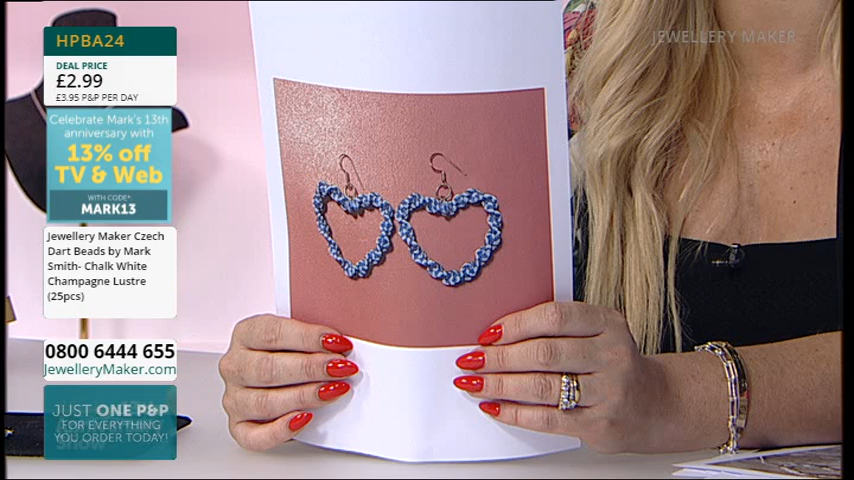 HPBA24
DEAL PRICE
£2.99
£3.95 P&P PER DAY
Celebrate Mark's 13th
anniversary with
13% off
TV & Web
WITH CODE*
MARK13
Jewellery Maker Czech
Dart Beads by Mark
Smith- Chalk White
Champagne Lustre
(25pcs)
0800 6444 655
JewelleryMaker.com
JUST ONE P&P
FOR EVERYTHING
YOU ORDER TODAY!
JEWELLERY MAKER